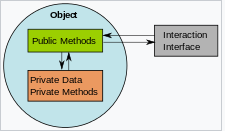 Object
Public Methods
Interaction
Interface
Private Data
Private Methods